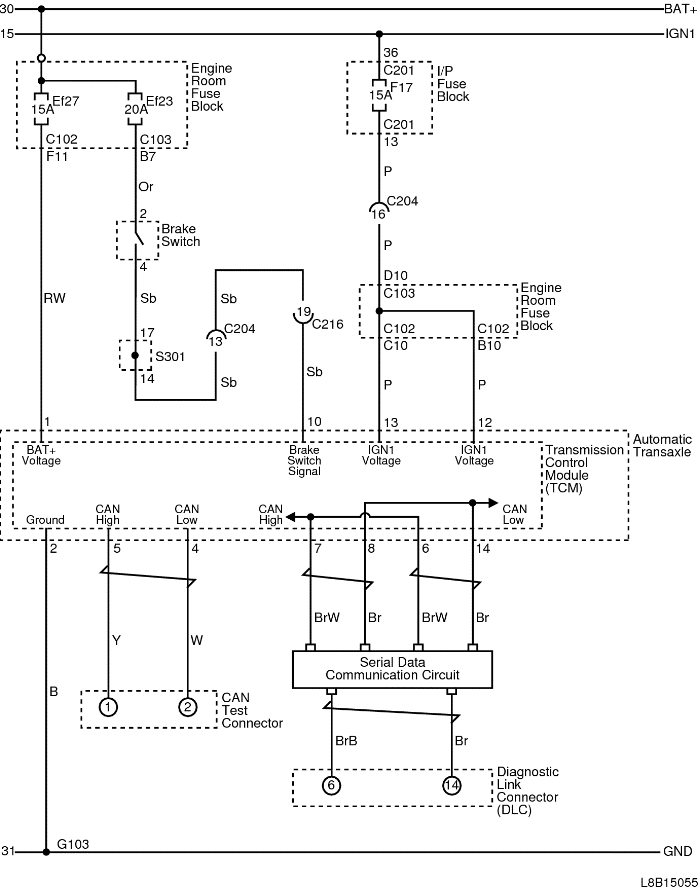 30 BAT+
15 IGN1
36
Engine
Room
Fuse
Block
C201
I/P
Fuse
Block
Ef27
15A
Ef23
20A
F17
15A
C201
C102
C103
F11
B7
13
Or
P
2
Brake
Switch
C204
16
4
P
RW
Sb
Sb
D10
C103
Engine
Room
Fuse
Block
19
C216
17
C204
13
C102
C102
S301
C10
B10
14
Sb
Sb
P
P
1
10
13
12
Automatic
Transaxle
BAT+
Voltage
Brake
Switch
Signal
IGN1
Voltage
IGN1
Voltage
Transmission
Control
Module
(TCM)
Ground
CAN
High
CAN
Low
CAN
High
CAN
Low
2
5
4
7
8
6
14
BrW
Br
BrW
Br
Y
W
Serial Data
Communication Circuit
B
1
2
CAN
Test
Connector
BrB
Br
6
14
Diagnostic
Link
Connector
(DLC)
G103
31 GND
L8B15055